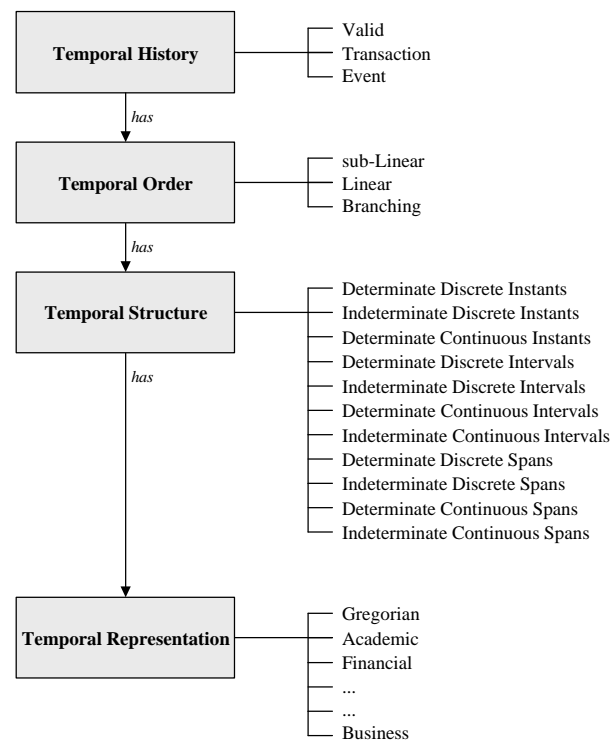 Temporal History
Valid
Transaction
Event
has
Temporal Order
sub-Linear
Linear
Branching
has
Temporal Structure
Determinate Discrete Instants
Indeterminate Discrete Instants
Determinate Continuous Instants
Determinate Discrete Intervals
Indeterminate Discrete Intervals
Determinate Continuous Intervals
Indeterminate Continuous Intervals
Determinate Discrete Spans
Indeterminate Discrete Spans
Determinate Continuous Spans
Indeterminate Continuous Spans
has
Temporal Representation
Gregorian
Academic
Financial
...
...
Business